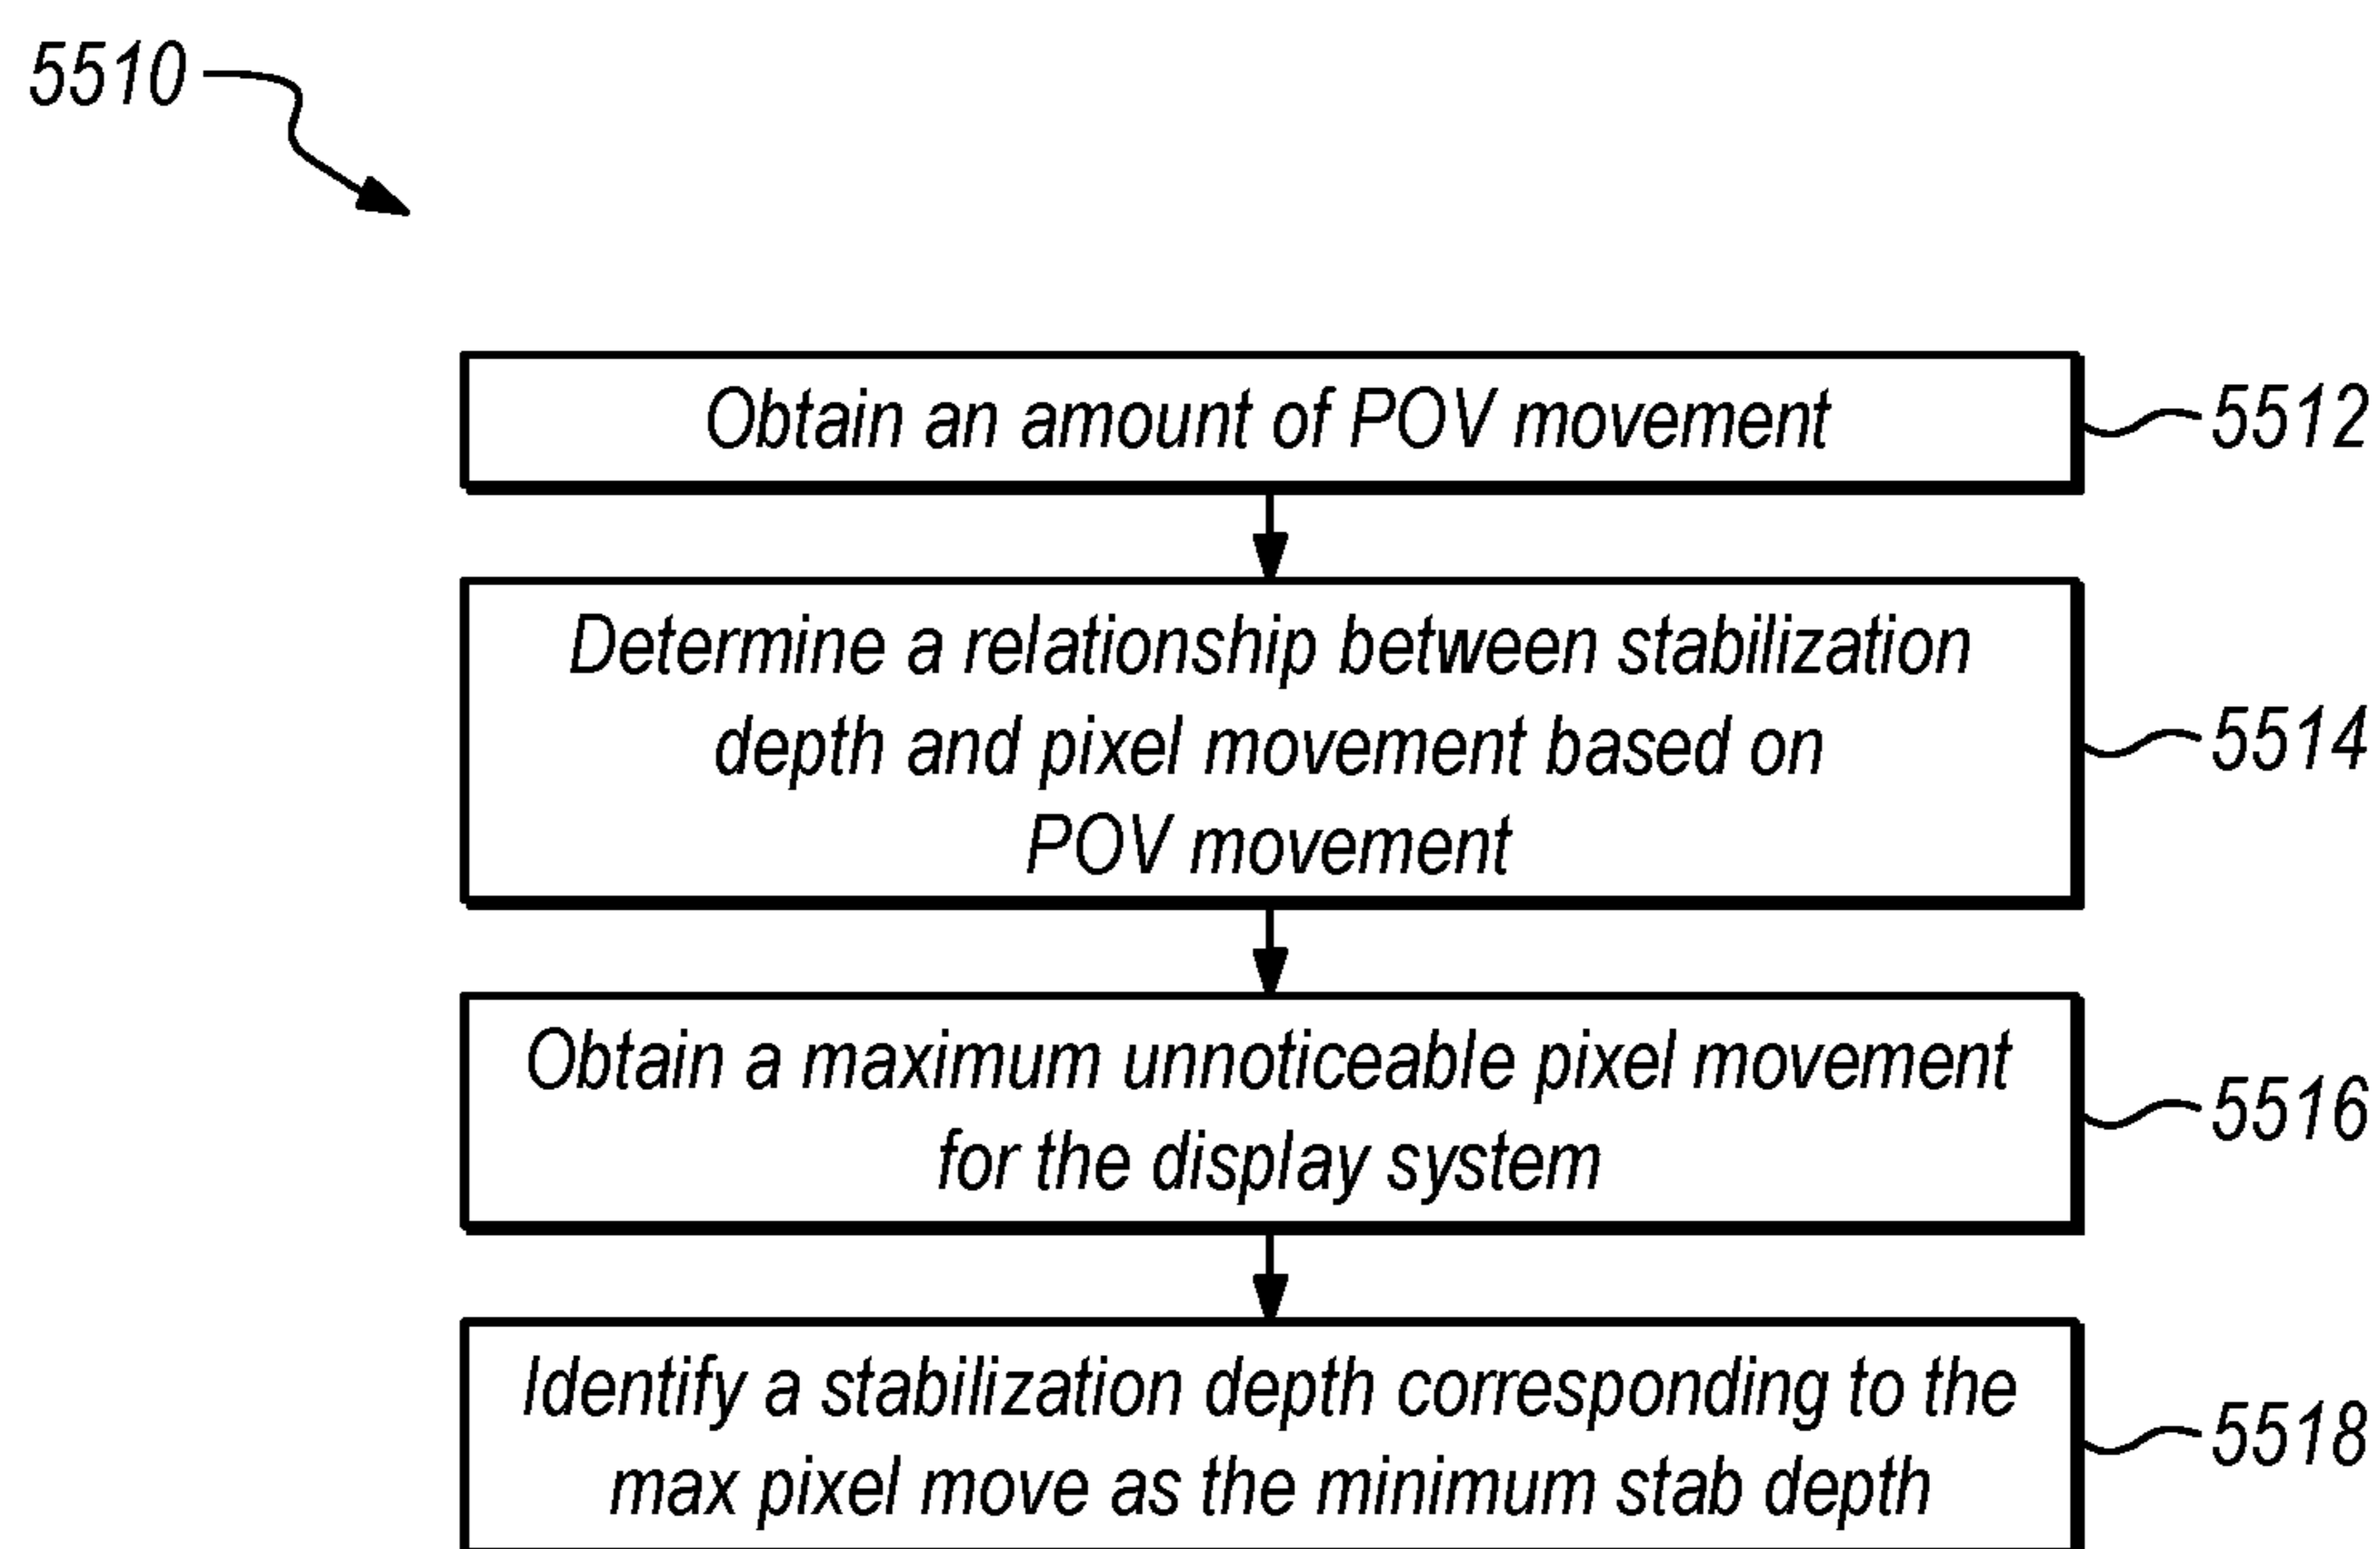 5510
Obtain an amount of POV movement
5512
Determine a relationship between stabilization
depth and pixel movement based on
POV movement
5514
Obtain a maximum unnoticeable pixel movement
for the display system
5516
Identify a stabilization depth corresponding to the
max pixel move as the minimum stab depth
5518